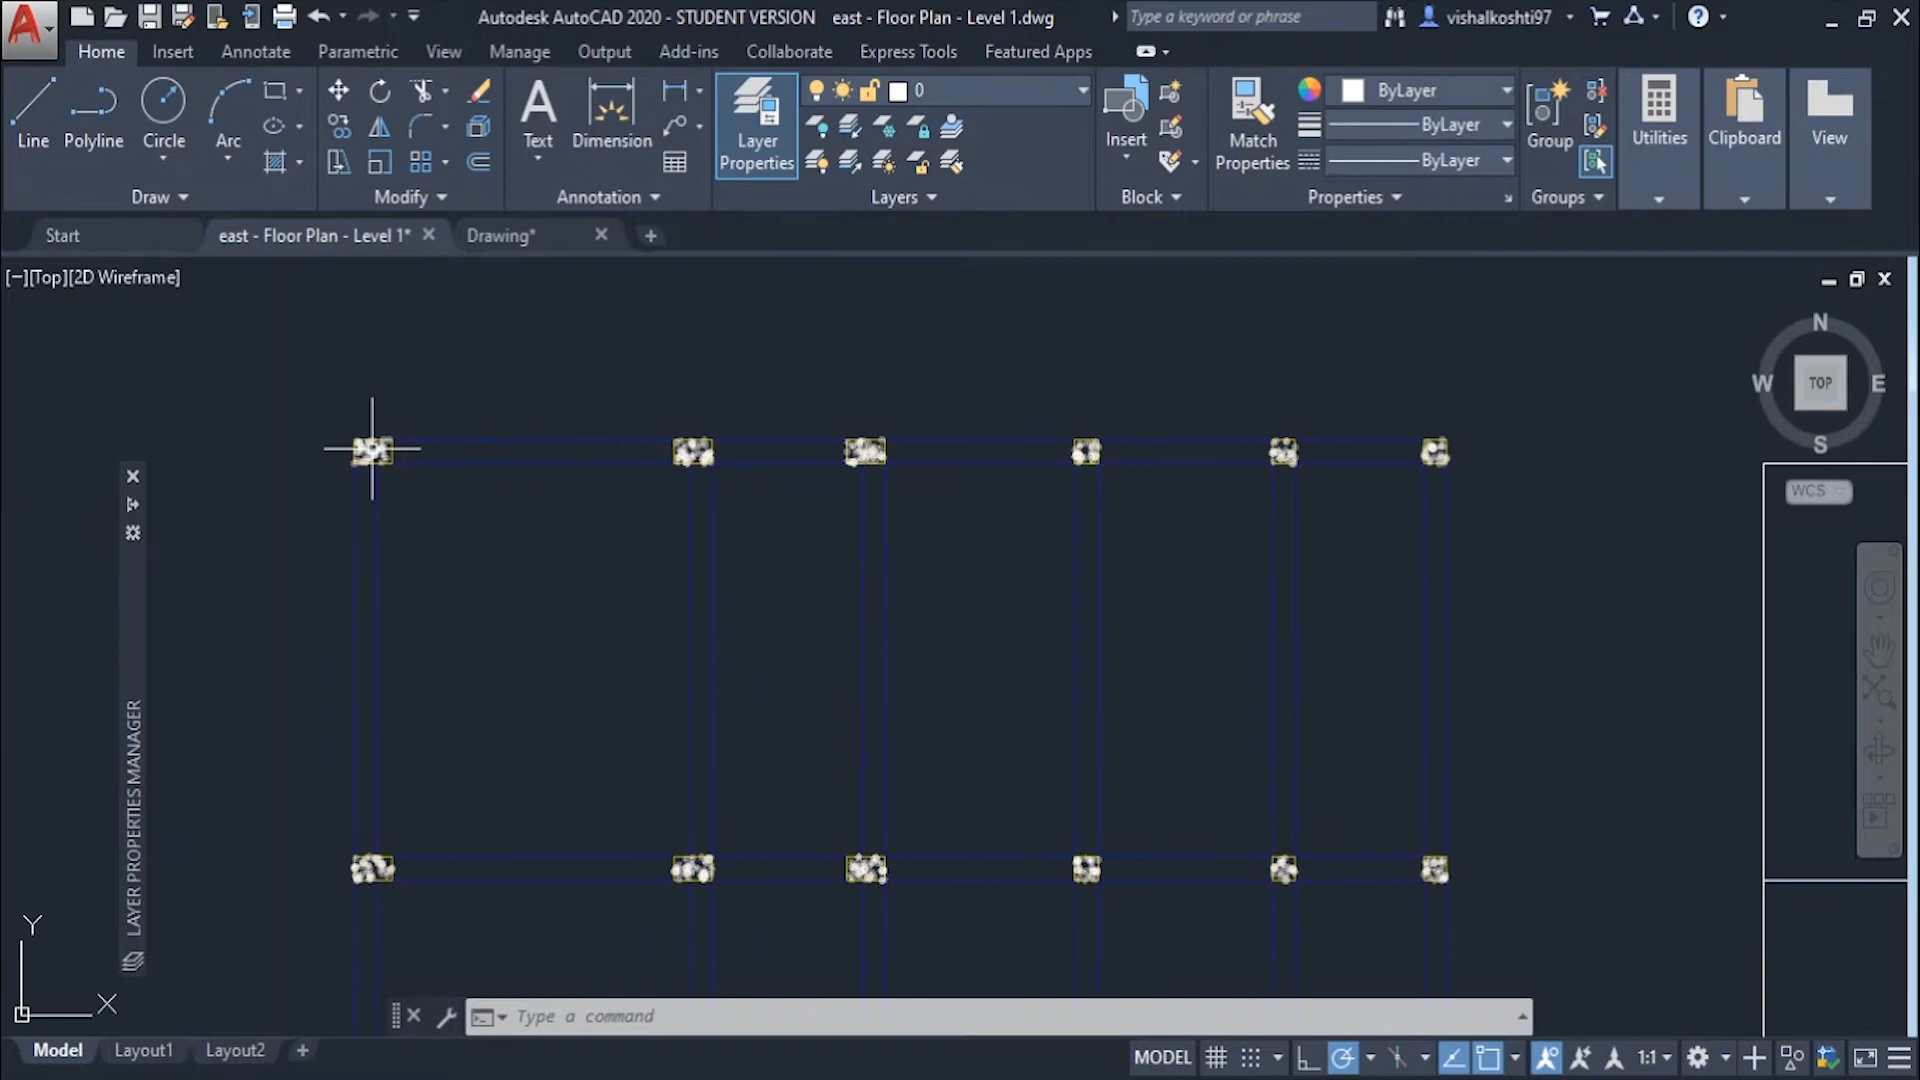 Autodesk AutoCAD 2020 - STUDENT VERSION east - Floor Plan - Level 1.dwg
Type a keyword or phrase
vishalkoshti97
Home Insert Annotate Parametric View Manage Output Add-ins Collaborate Express Tools Featured Apps
Line Polyline Circle Arc
Draw
Modify
Text Dimension
Annotation
Layer
Properties
0
Layers
Insert
Block
Match
Properties
ByLayer
ByLayer
ByLayer
Properties
Group
Groups
Utilities
Clipboard
View
Start
east - Floor Plan - Level 1*
Drawing*
[−][Top][2D Wireframe]
N
W TOP E
S
WCS
LAYER PROPERTIES MANAGER
Y
X
Type a command
Model Layout1 Layout2
MODEL
1:1